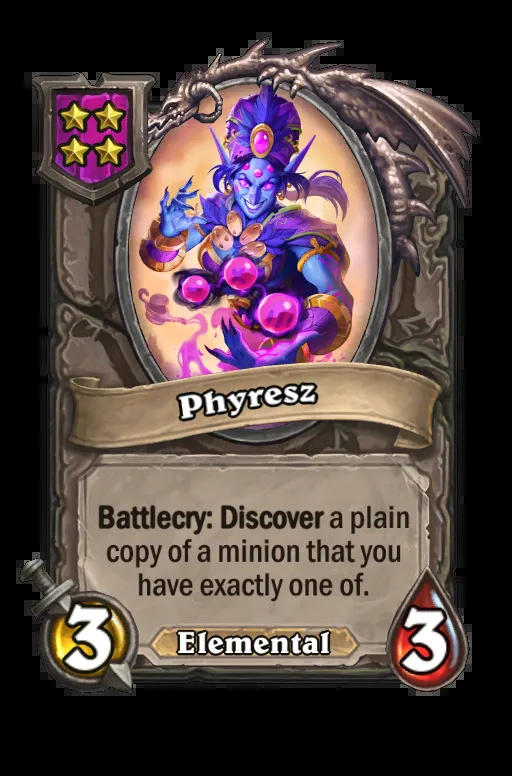 Phyresz
Battlecry: Discover a plain
copy of a minion that you
have exactly one of.
3
Elemental
3